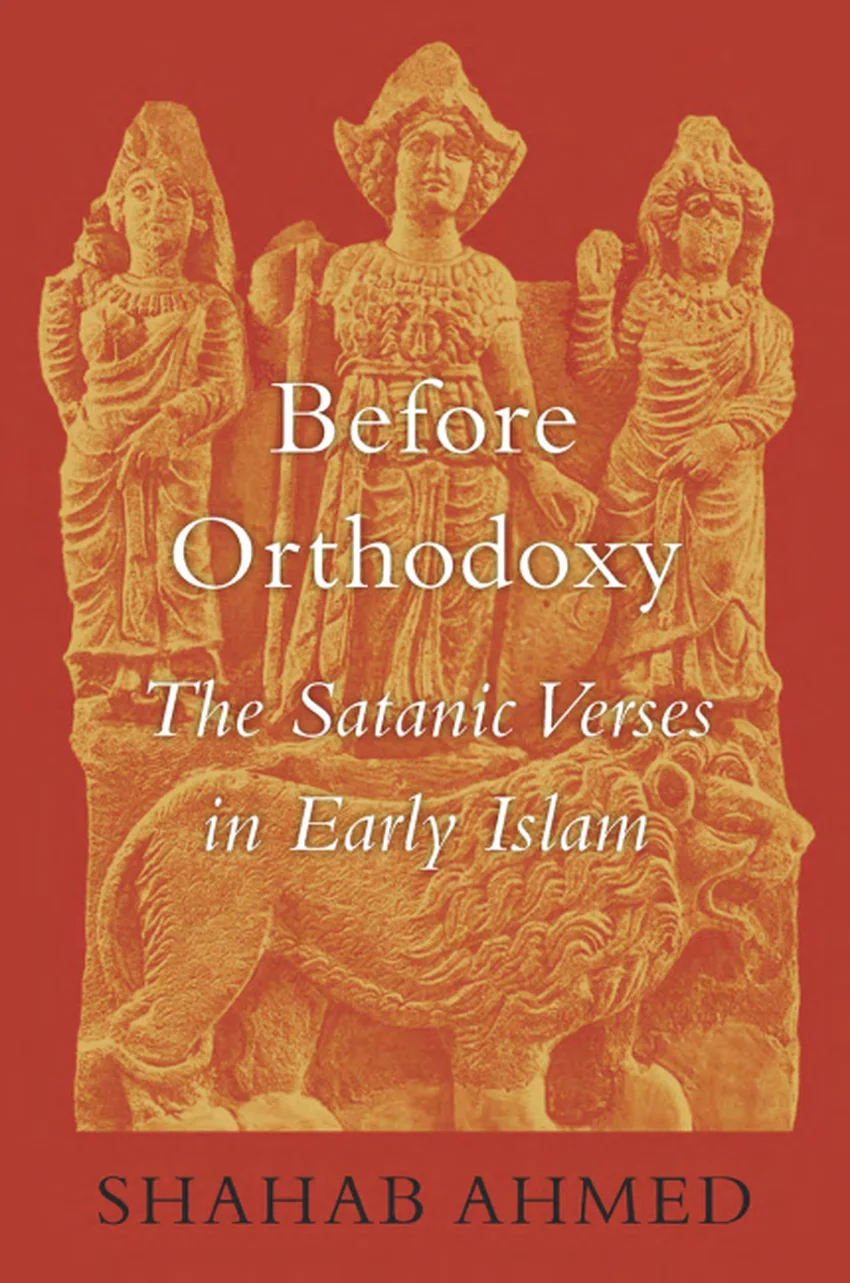 Before
Orthodoxy
The Satanic Verses
in Early Islam
SHAHAB AHMED